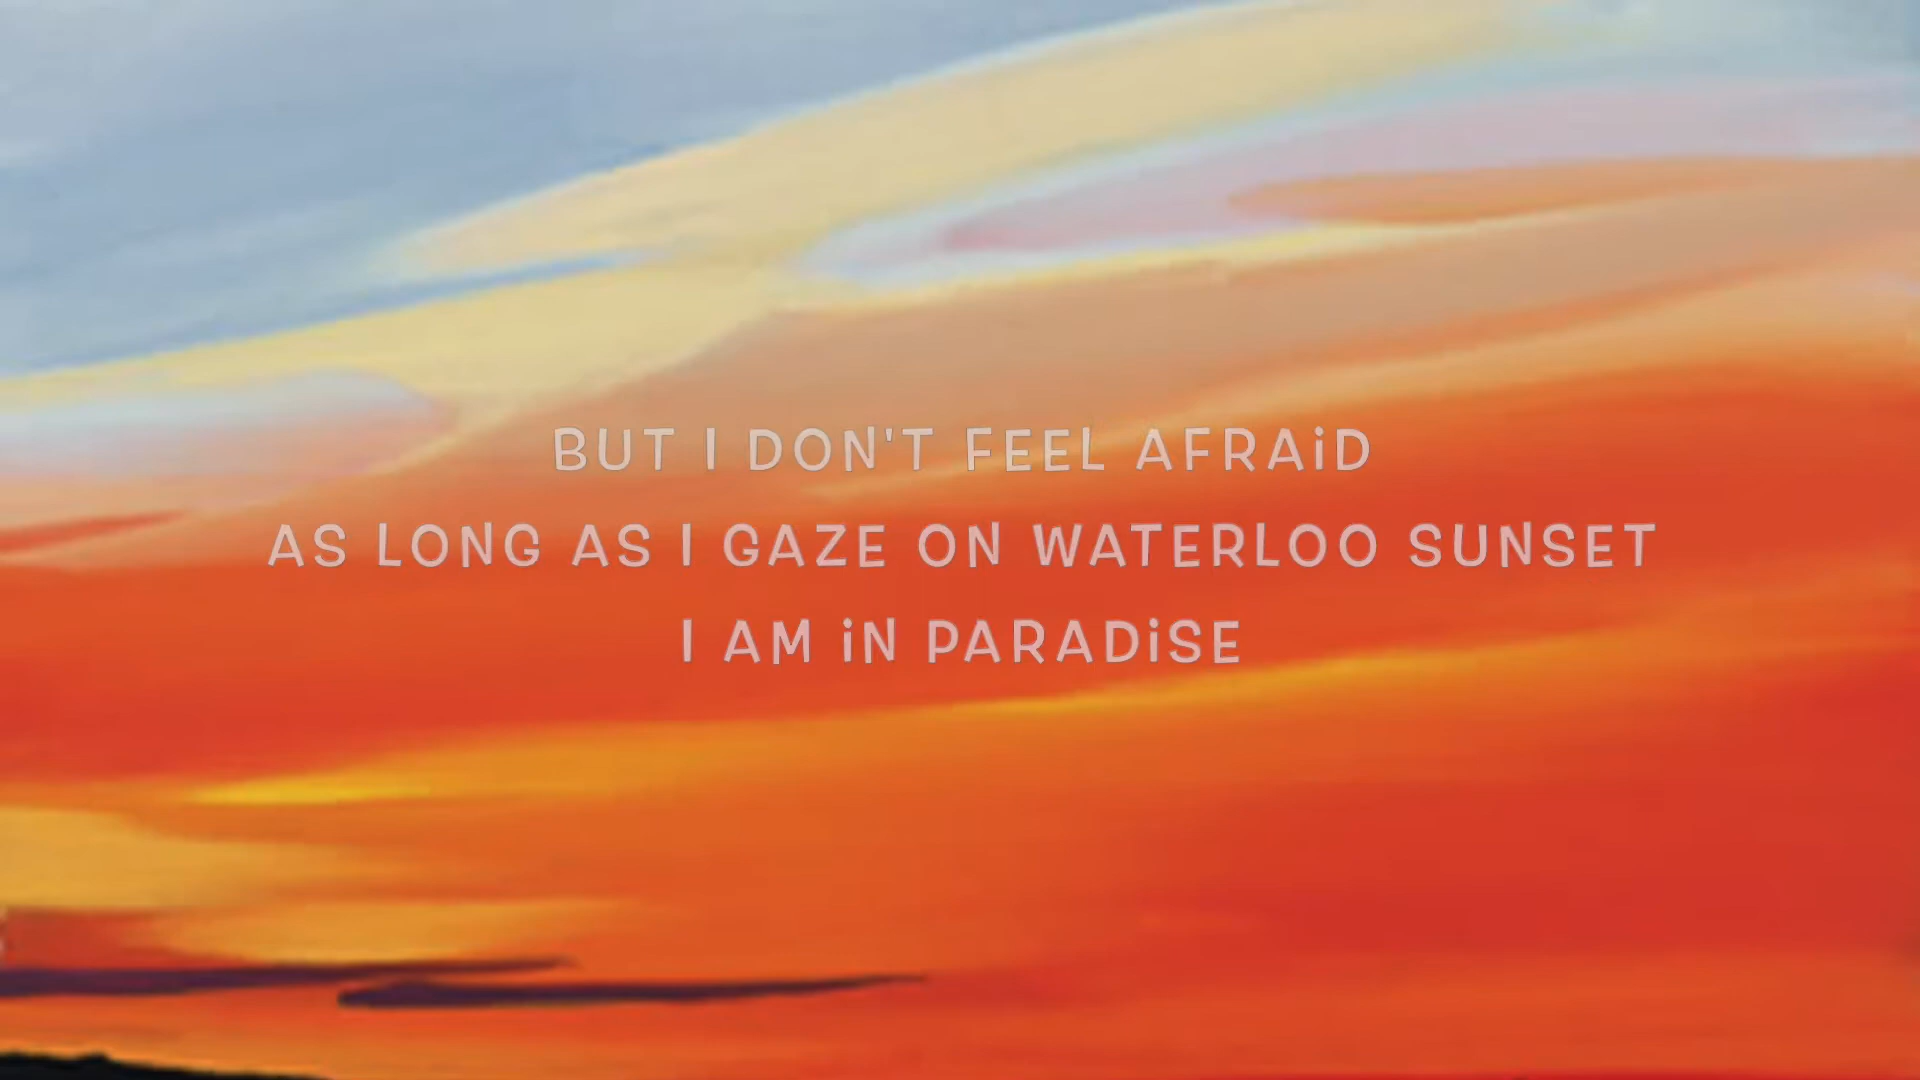 BUT I DON'T FEEL AFRAiD
AS LONG AS I GAZE ON WATERLOO SUNSET
I AM iN PARADiSE